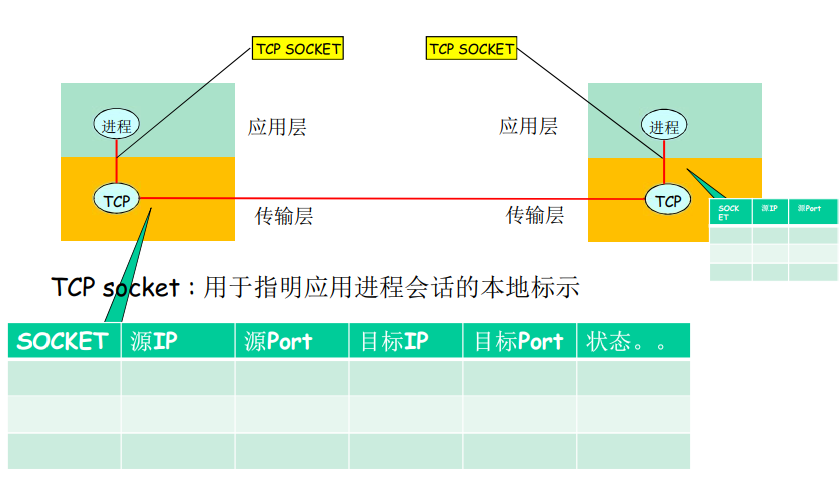 TCP SOCKET
TCP SOCKET
进程
应用层
应用层
进程
TCP
传输层
传输层
TCP
SOCK
ET
源IP
源Port
TCP socket：用于指明应用进程会话的本地标示
SOCKET
源IP
源Port
目标IP
目标Port
状态。。